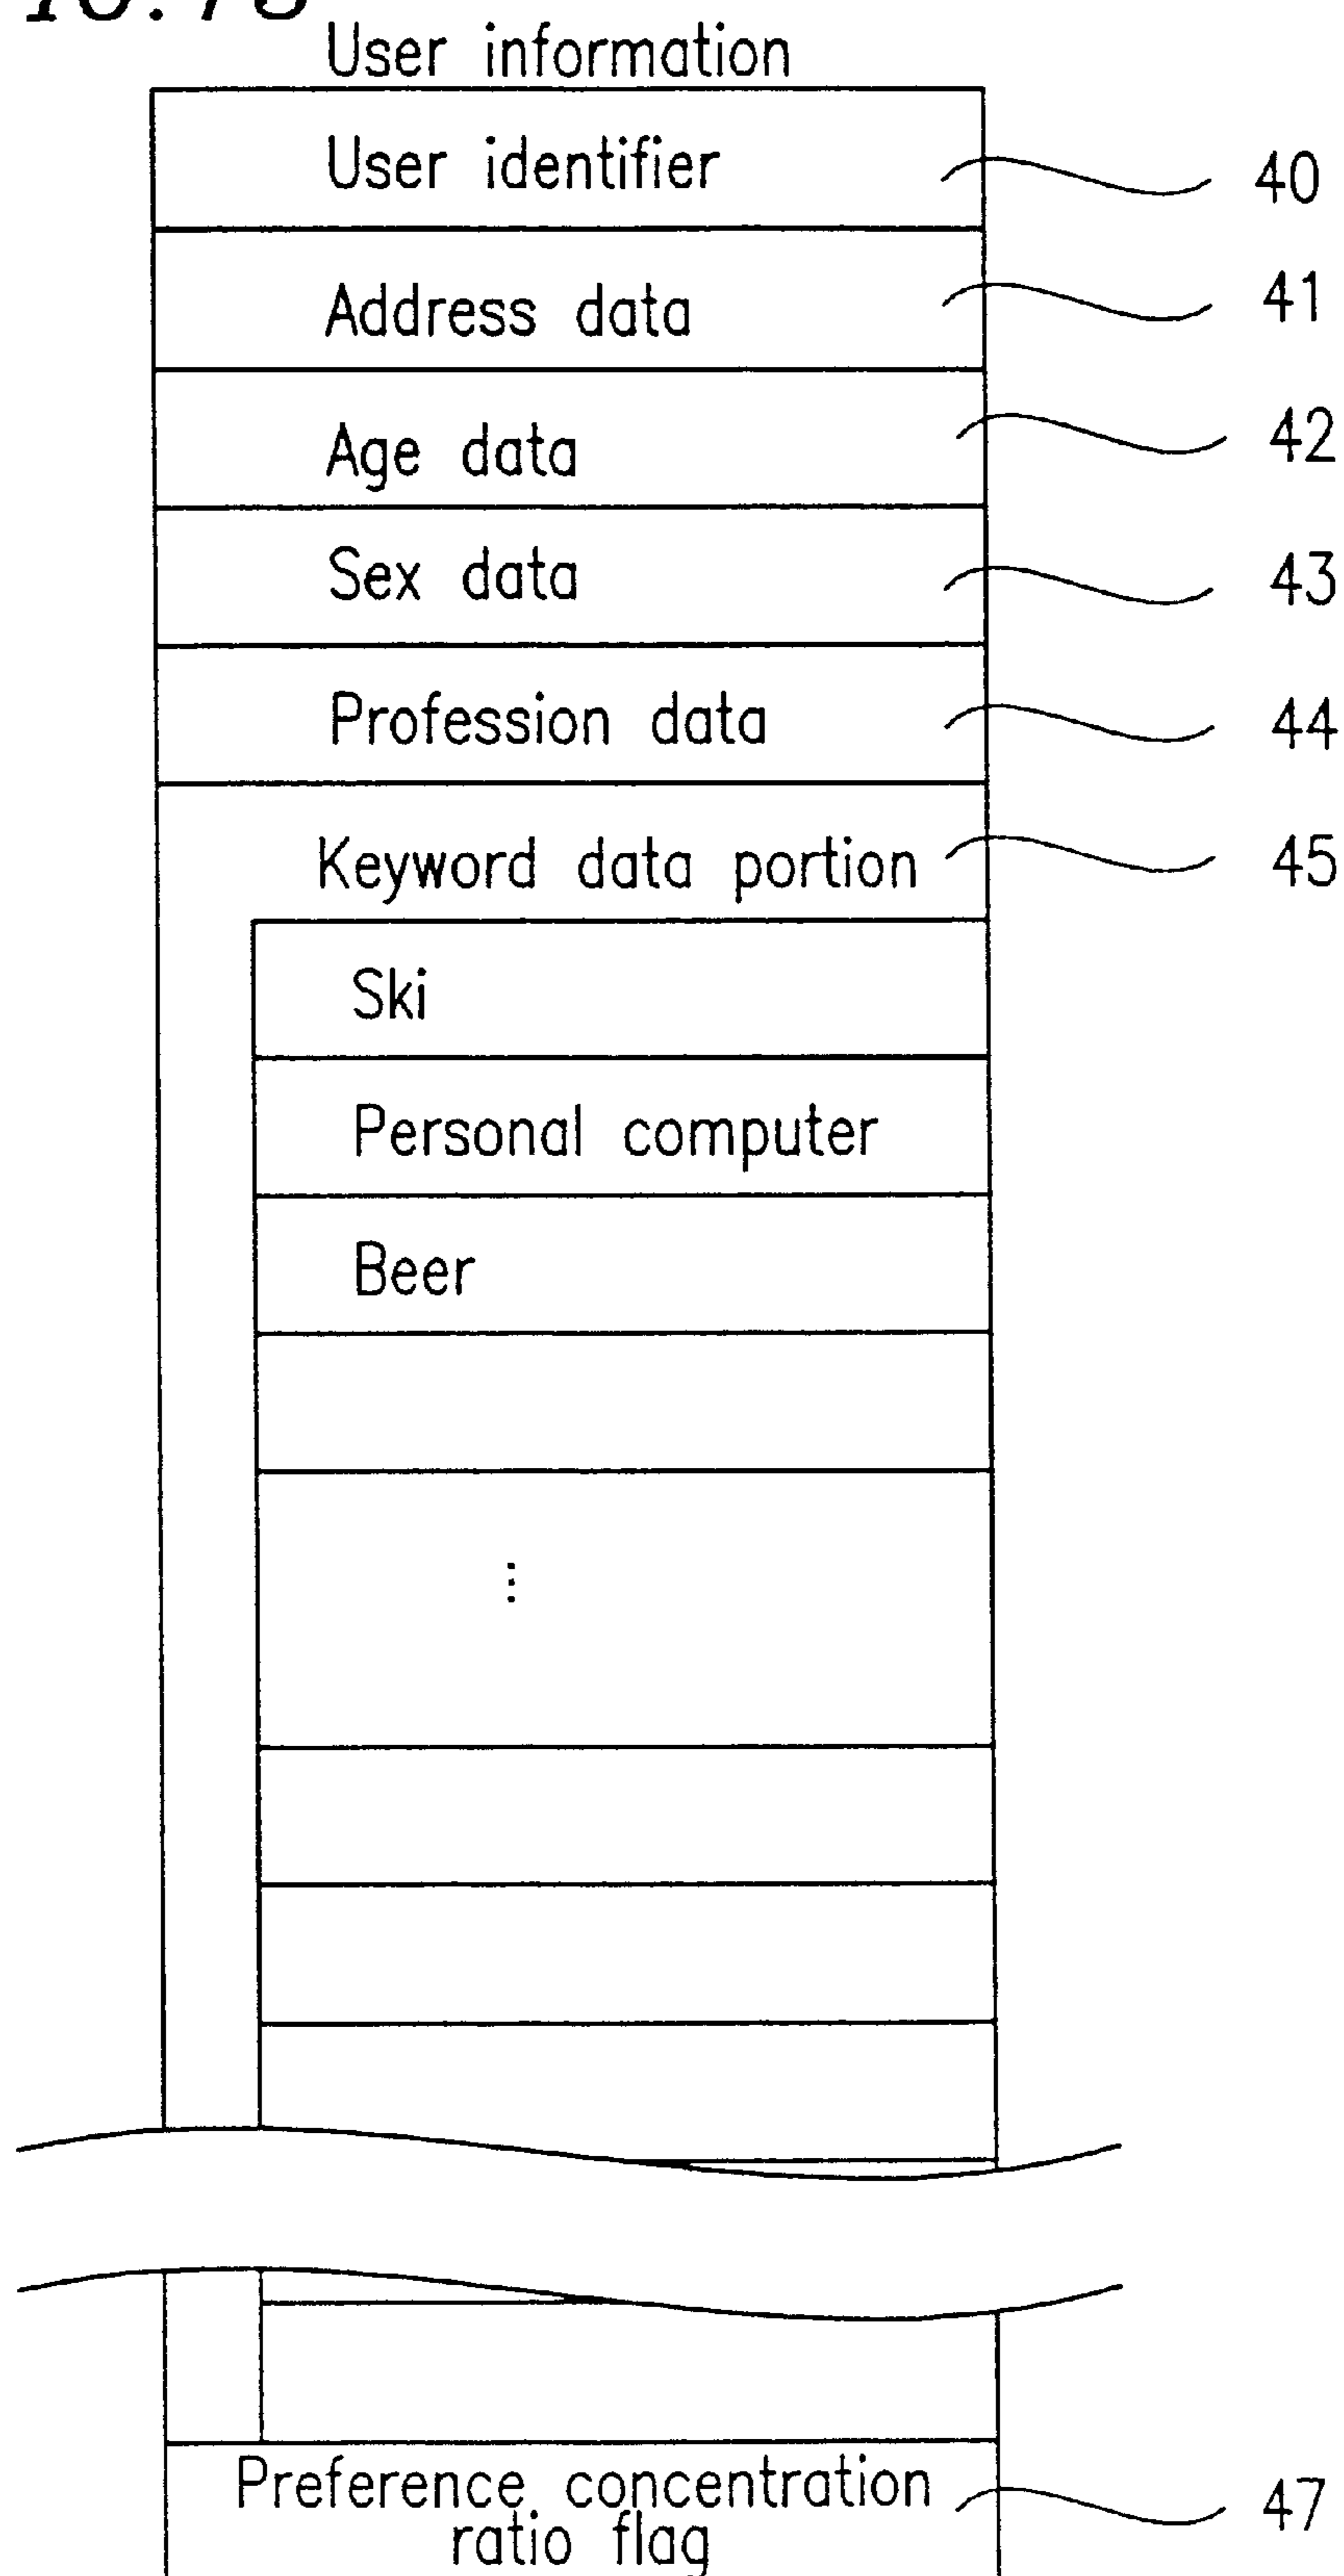 User information
User identifier
40
Address data
41
Age data
42
Sex data
43
Profession data
44
Keyword data portion
45
Ski
Personal computer
Beer
⋮
Preference concentration
ratio flag
47